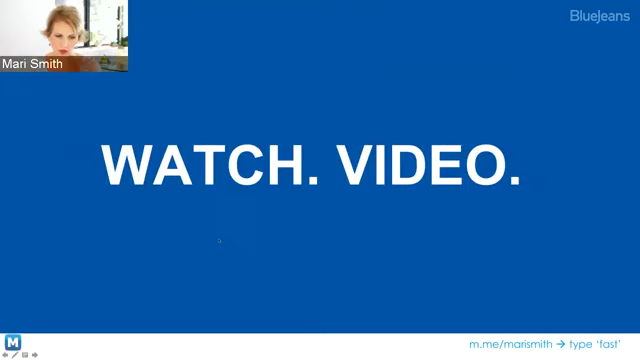 BlueJeans
Mari Smith
WATCH. VIDEO.
M
m.me/marismith → type ‘fast’